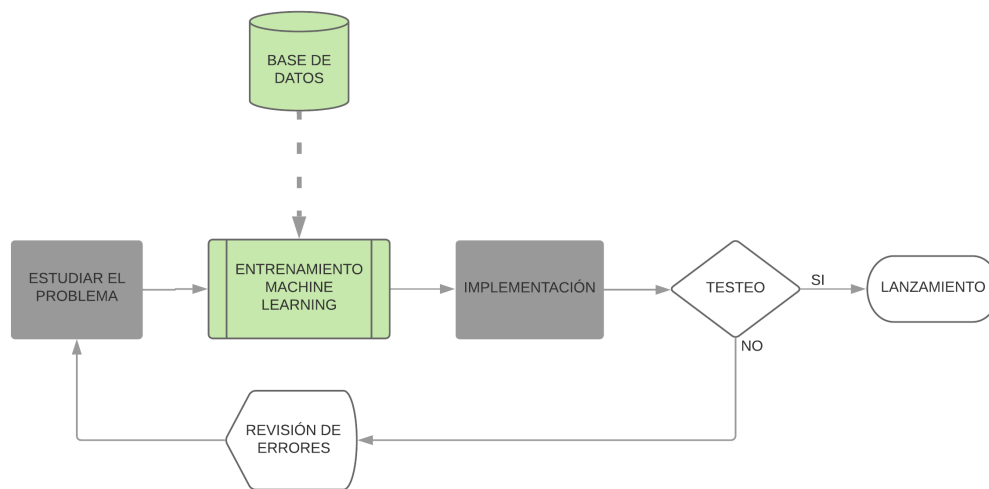 BASE DE
DATOS
ESTUDIAR EL
PROBLEMA
ENTRENAMIENTO
MACHINE
LEARNING
IMPLEMENTACIÓN
TESTEO
SI
LANZAMIENTO
NO
REVISIÓN DE
ERRORES